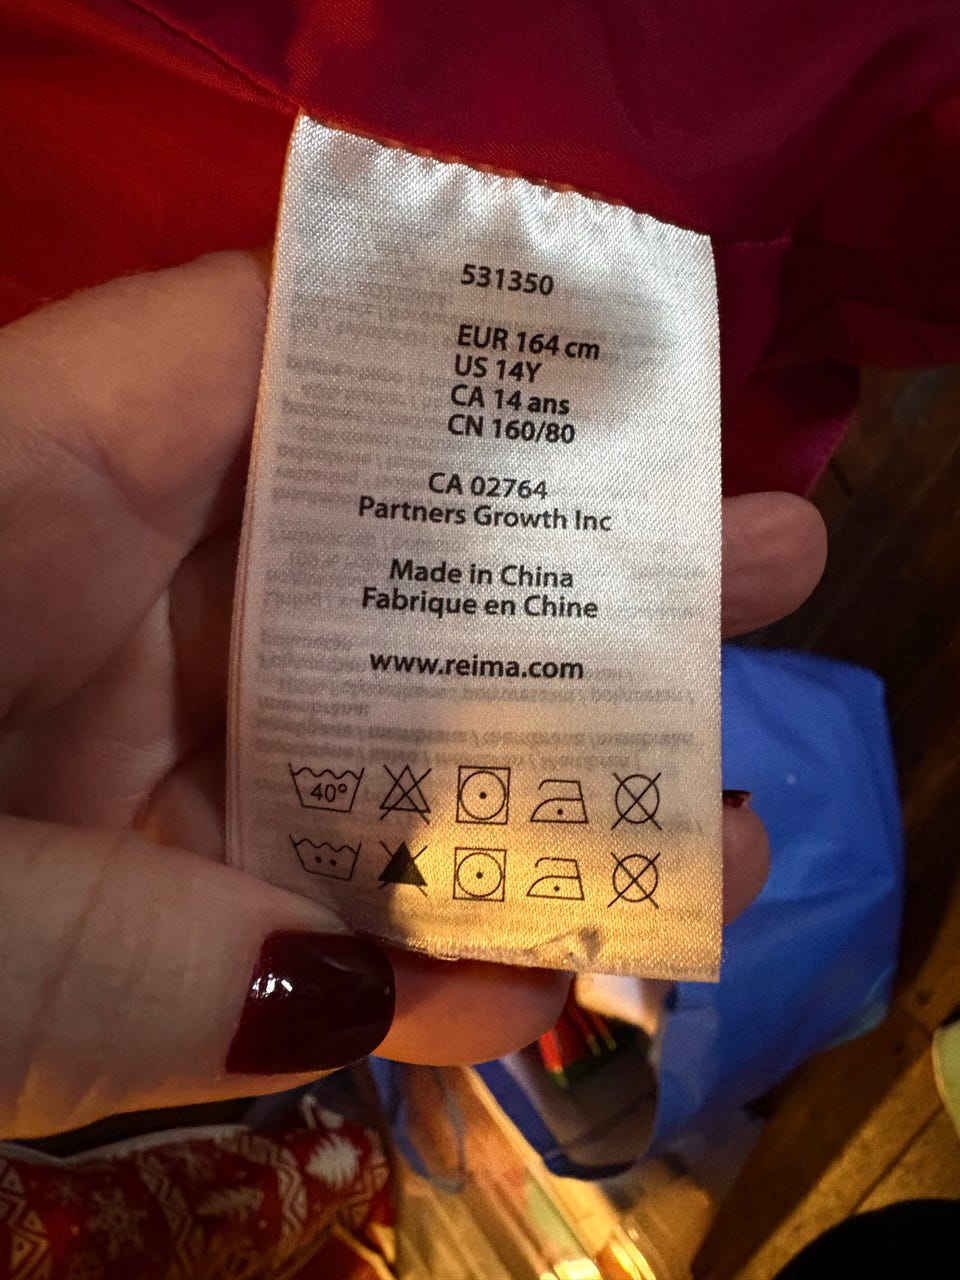 531350
EUR 164 cm
US 14Y
CA 14 ans
CN 160/80
CA 02764
Partners Growth Inc
Made in China
Fabrique en Chine
www.reima.com
40°